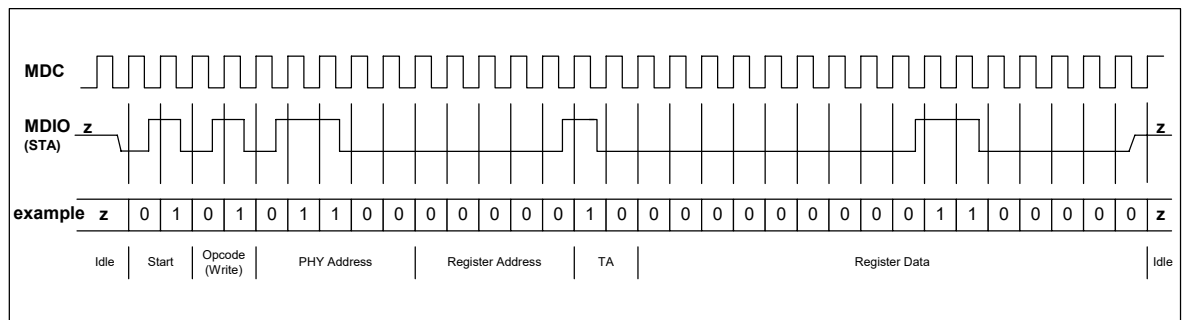 MDC
MDIO z z
(STA)
example z 0 1 0 1 0 1 1 0 0 0 0 0 0 0 1 0 0 0 0 0 0 0 0 0 0 1 1 0 0 0 0 0 z
Idle Start Opcode (Write) PHY Address Register Address TA Register Data Idle